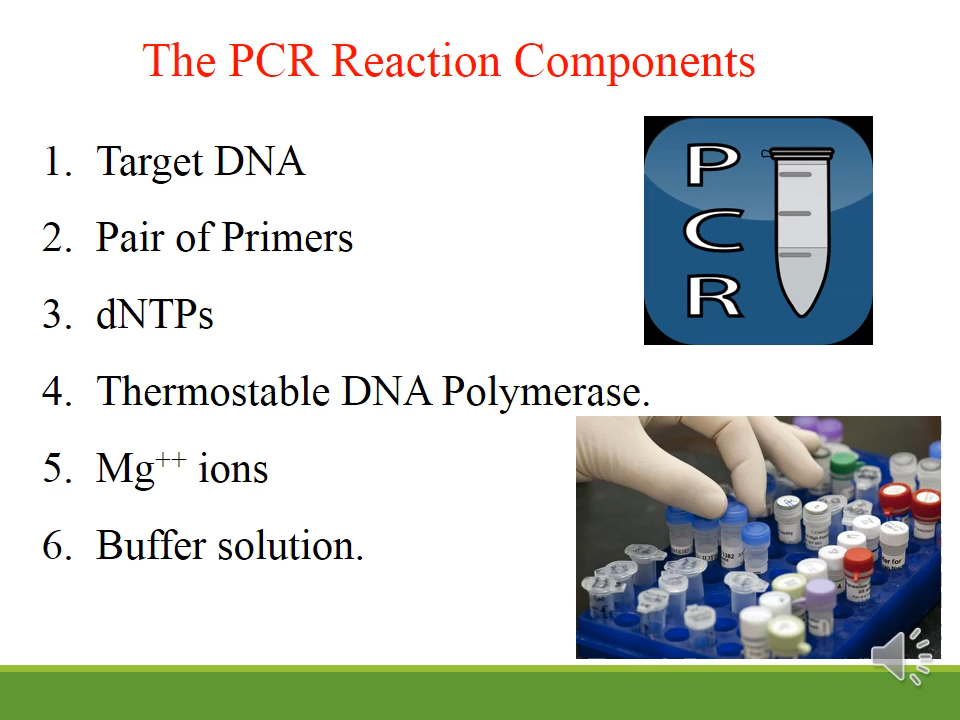 The PCR Reaction Components
1. Target DNA
2. Pair of Primers
3. dNTPs
4. Thermostable DNA Polymerase.
5. Mg⁺⁺ ions
6. Buffer solution.
P
C
R